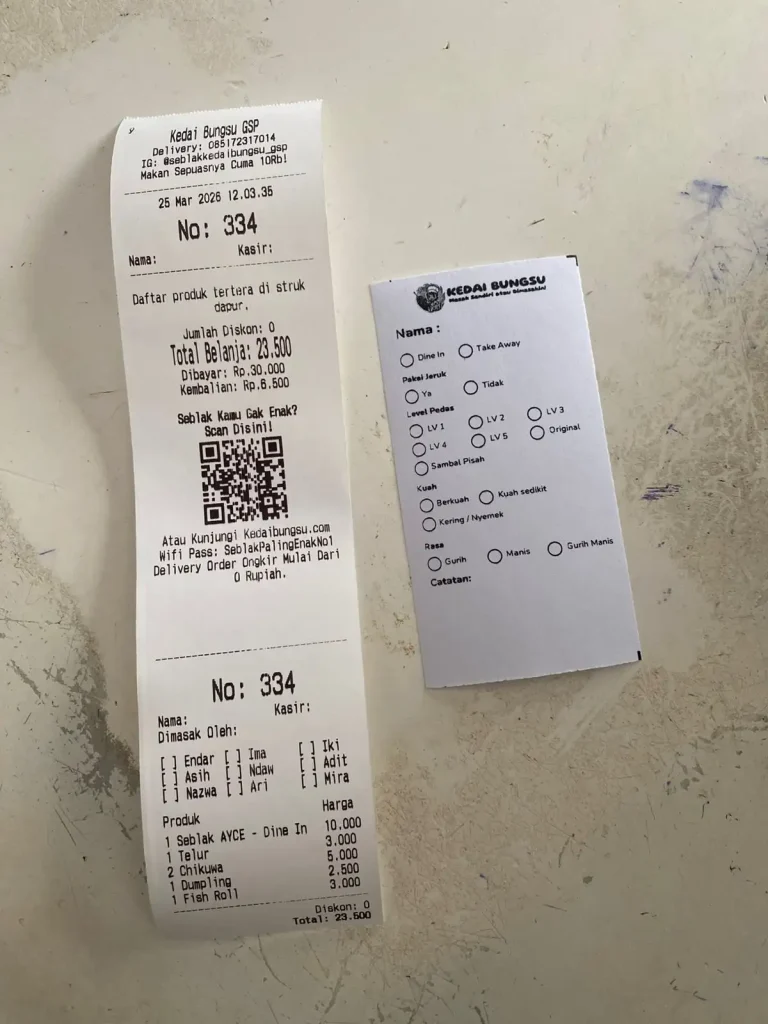 Kedai Bungsu GSP
Delivery: 085172317014
IG: @seblakkedaibungsu_gsp
Makan Sepuasnya Cuma 10Rb!
25 Mar 2026 12.03.35
No: 334
Nama: Kasir:
Daftar produk tertera di struk
dapur.
Jumlah Diskon: 0
Total Belanja: 23.500
Dibayar: Rp.30.000
Kembalian: Rp.6.500
Seblak Kamu Gak Enak?
Scan Disini!
Atau Kunjungi Kedaibungsu.com
Wifi Pass: SeblakPalingEnakNo1
Delivery Order Ongkir Mulai Dari
0 Rupiah.
No: 334
Nama: Kasir:
Dimasak Oleh:
[ ] Endar [ ] Ima [ ] Iki
[ ] Asih [ ] Ndaw [ ] Adit
[ ] Nazwa [ ] Ari [ ] Mira
Produk Harga
1 Seblak AYCE - Dine In 10.000
1 Telur 3.000
2 Chikuwa 5.000
1 Dumpling 2.500
1 Fish Roll 3.000
Diskon: 0
Total: 23.500
KEDAI BUNGSU
Masak Sendiri atau Dimasakin!
Nama :
Dine In Take Away
Pakai Jeruk
Ya Tidak
Level Pedas
LV 1 LV 2 LV 3
LV 4 LV 5 Original
Sambal Pisah
Kuah
Berkuah Kuah sedikit
Kering / Nyemek
Rasa
Gurih Manis Gurih Manis
Catatan: